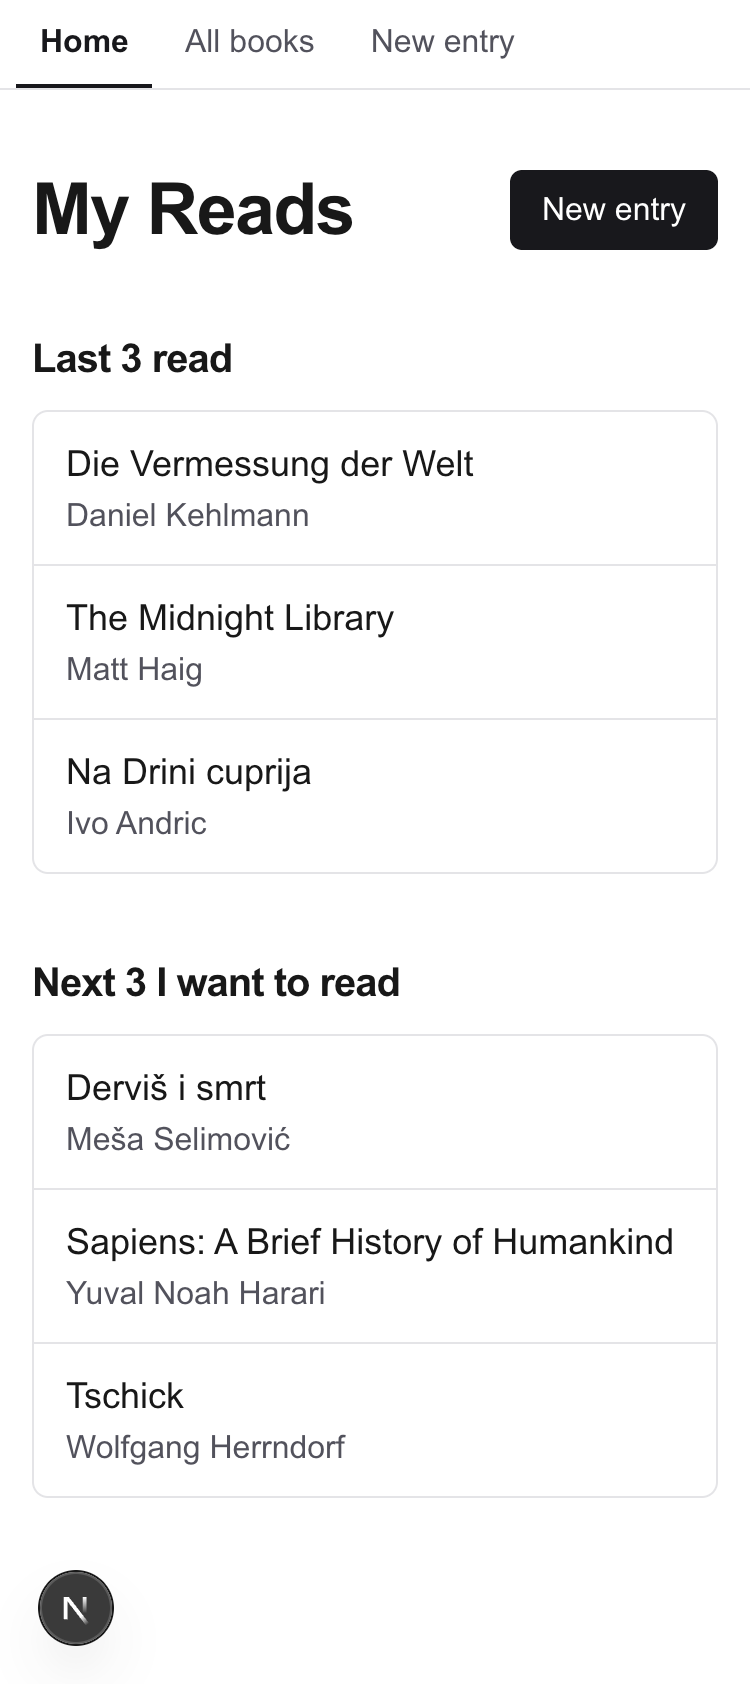 Home All books New entry
My Reads New entry
Last 3 read
Die Vermessung der Welt
Daniel Kehlmann
The Midnight Library
Matt Haig
Na Drini cuprija
Ivo Andric
Next 3 I want to read
Derviš i smrt
Meša Selimović
Sapiens: A Brief History of Humankind
Yuval Noah Harari
Tschick
Wolfgang Herrndorf
N